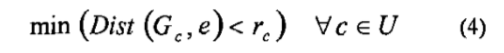 min (Dist (G_c, e) < r_c) ∀ c ∈ U (4)